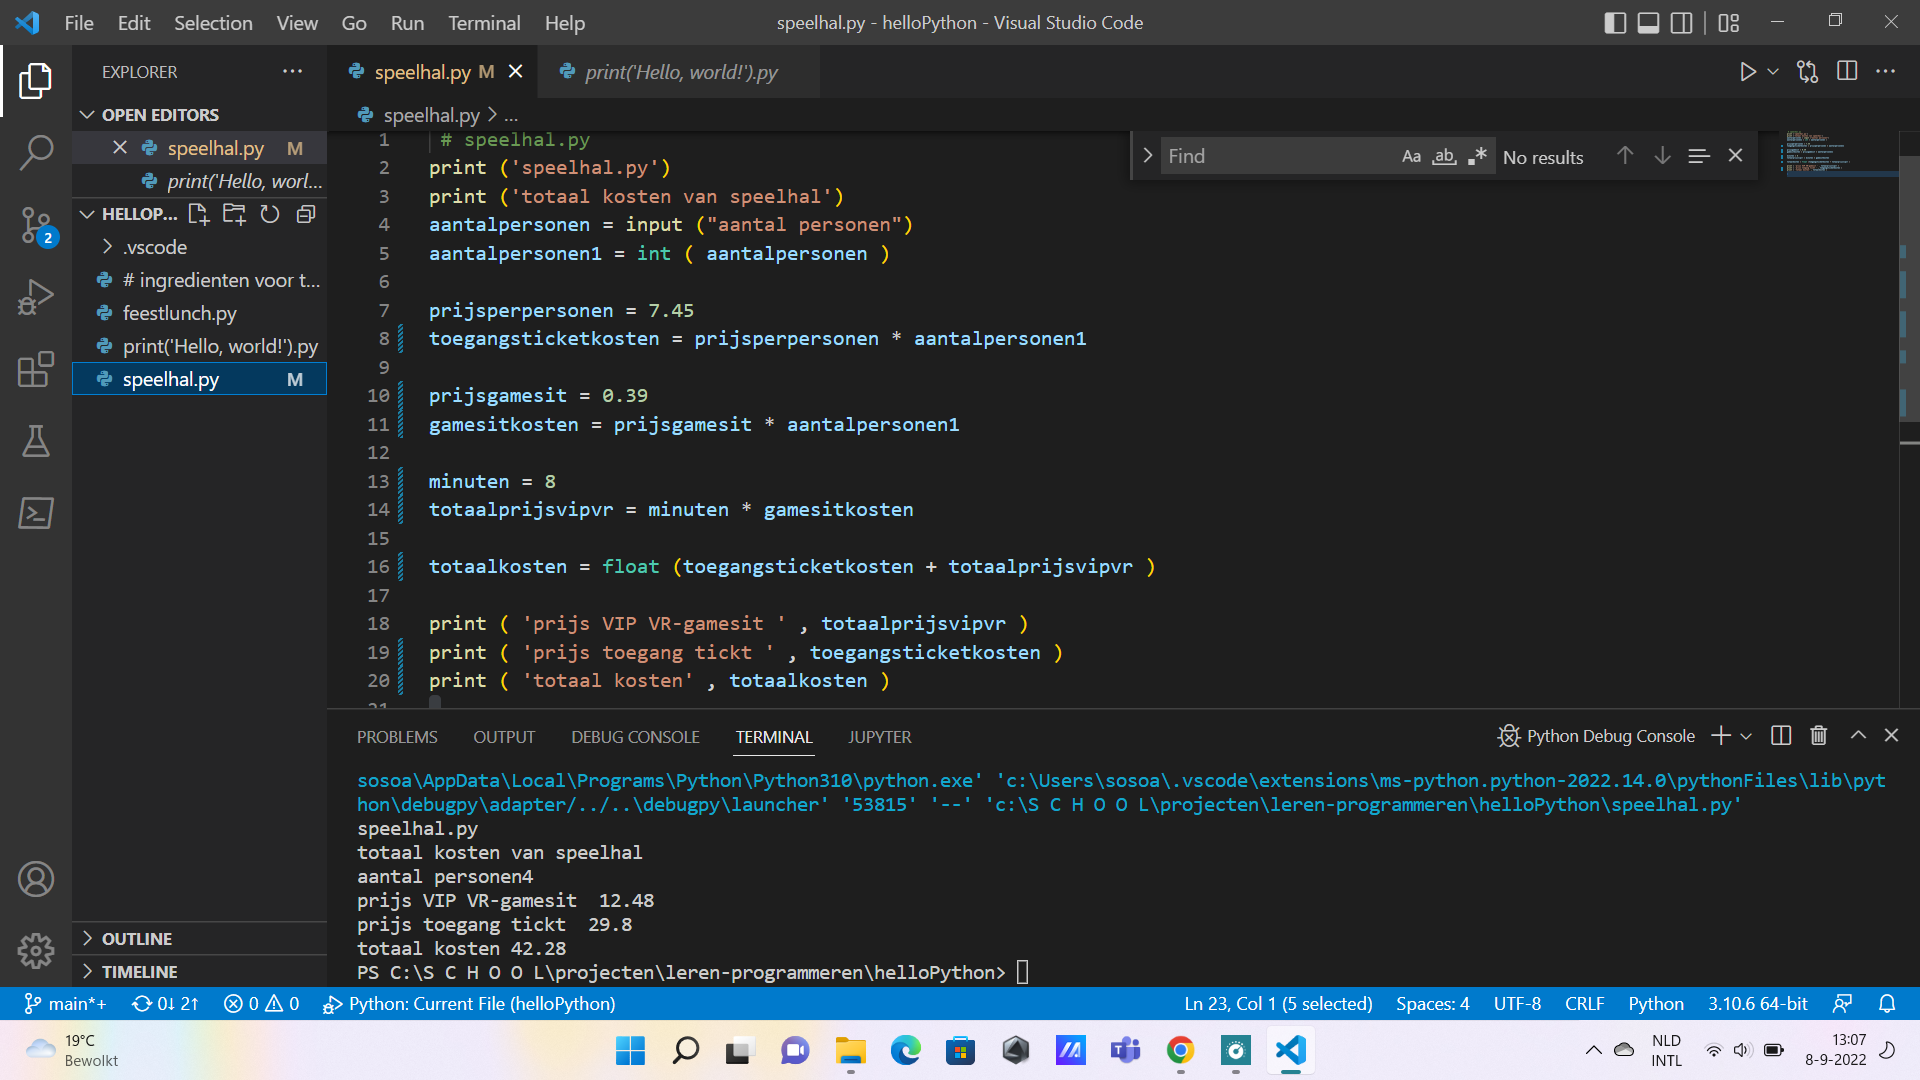 File Edit Selection View Go Run Terminal Help
speelhal.py - helloPython - Visual Studio Code
EXPLORER
OPEN EDITORS
speelhal.py M
print('Hello, worl...
HELLOP...
.vscode
# ingredienten voor t...
feestlunch.py
print('Hello, world!').py
speelhal.py M
OUTLINE
TIMELINE
2
speelhal.py M
print('Hello, world!').py
speelhal.py > ...
Find
Aa ab No results
1 # speelhal.py
2 print ('speelhal.py')
3 print ('totaal kosten van speelhal')
4 aantalpersonen = input ("aantal personen")
5 aantalpersonen1 = int ( aantalpersonen )
6
7 prijsperpersonen = 7.45
8 toegangsticketkosten = prijsperpersonen * aantalpersonen1
9
10 prijsgamesit = 0.39
11 gamesitkosten = prijsgamesit * aantalpersonen1
12
13 minuten = 8
14 totaalprijsvipvr = minuten * gamesitkosten
15
16 totaalkosten = float (toegangsticketkosten + totaalprijsvipvr )
17
18 print ( 'prijs VIP VR-gamesit ' , totaalprijsvipvr )
19 print ( 'prijs toegang tickt ' , toegangsticketkosten )
20 print ( 'totaal kosten' , totaalkosten )
21
PROBLEMS OUTPUT DEBUG CONSOLE TERMINAL JUPYTER
Python Debug Console
sosoa\AppData\Local\Programs\Python\Python310\python.exe' 'c:\Users\sosoa\.vscode\extensions\ms-python.python-2022.14.0\pythonFiles\lib\pyt
hon\debugpy\adapter/../..\debugpy\launcher' '53815' '--' 'c:\S C H O O L\projecten\leren-programmeren\helloPython\speelhal.py'
speelhal.py
totaal kosten van speelhal
aantal personen4
prijs VIP VR-gamesit  12.48
prijs toegang tickt  29.8
totaal kosten 42.28
PS C:\S C H O O L\projecten\leren-programmeren\helloPython>
main*+ 0↓ 2↑ 0 0 Python: Current File (helloPython)
Ln 23, Col 1 (5 selected) Spaces: 4 UTF-8 CRLF Python 3.10.6 64-bit
19°C
Bewolkt
NLD
INTL
13:07
8-9-2022